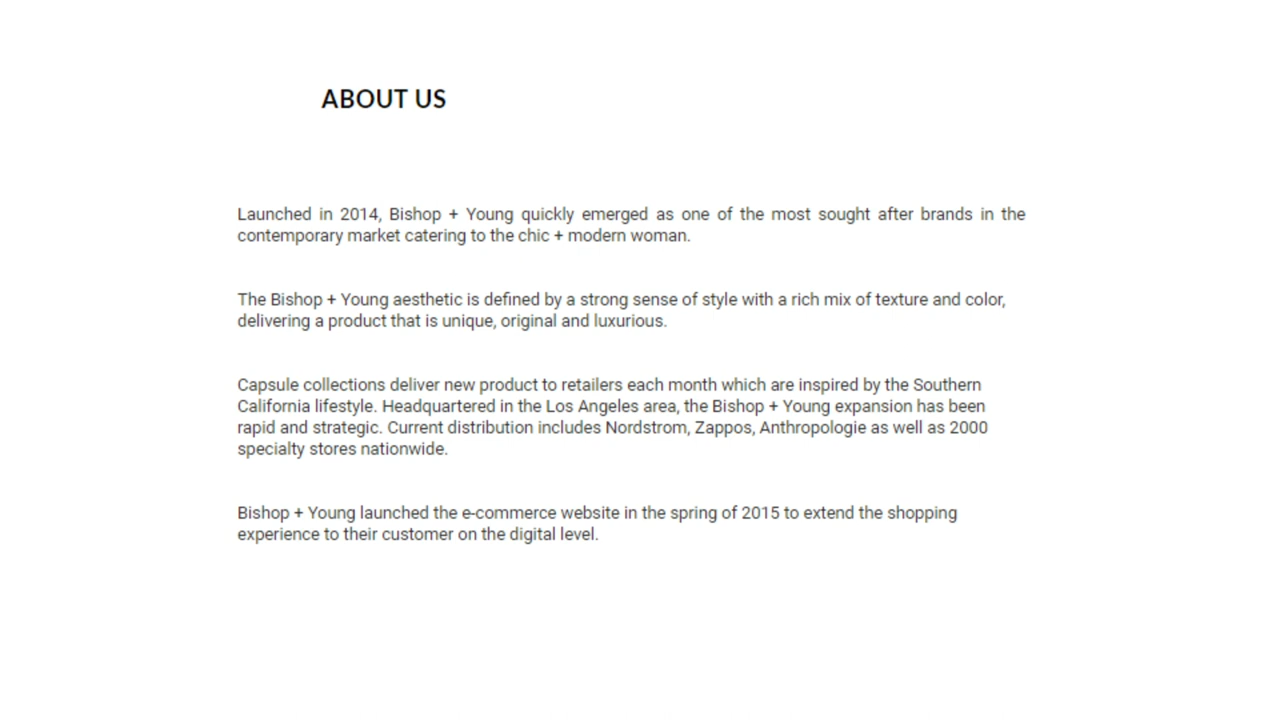 ABOUT US
Launched in 2014, Bishop + Young quickly emerged as one of the most sought after brands in the
contemporary market catering to the chic + modern woman.
The Bishop + Young aesthetic is defined by a strong sense of style with a rich mix of texture and color,
delivering a product that is unique, original and luxurious.
Capsule collections deliver new product to retailers each month which are inspired by the Southern
California lifestyle. Headquartered in the Los Angeles area, the Bishop + Young expansion has been
rapid and strategic. Current distribution includes Nordstrom, Zappos, Anthropologie as well as 2000
specialty stores nationwide.
Bishop + Young launched the e-commerce website in the spring of 2015 to extend the shopping
experience to their customer on the digital level.